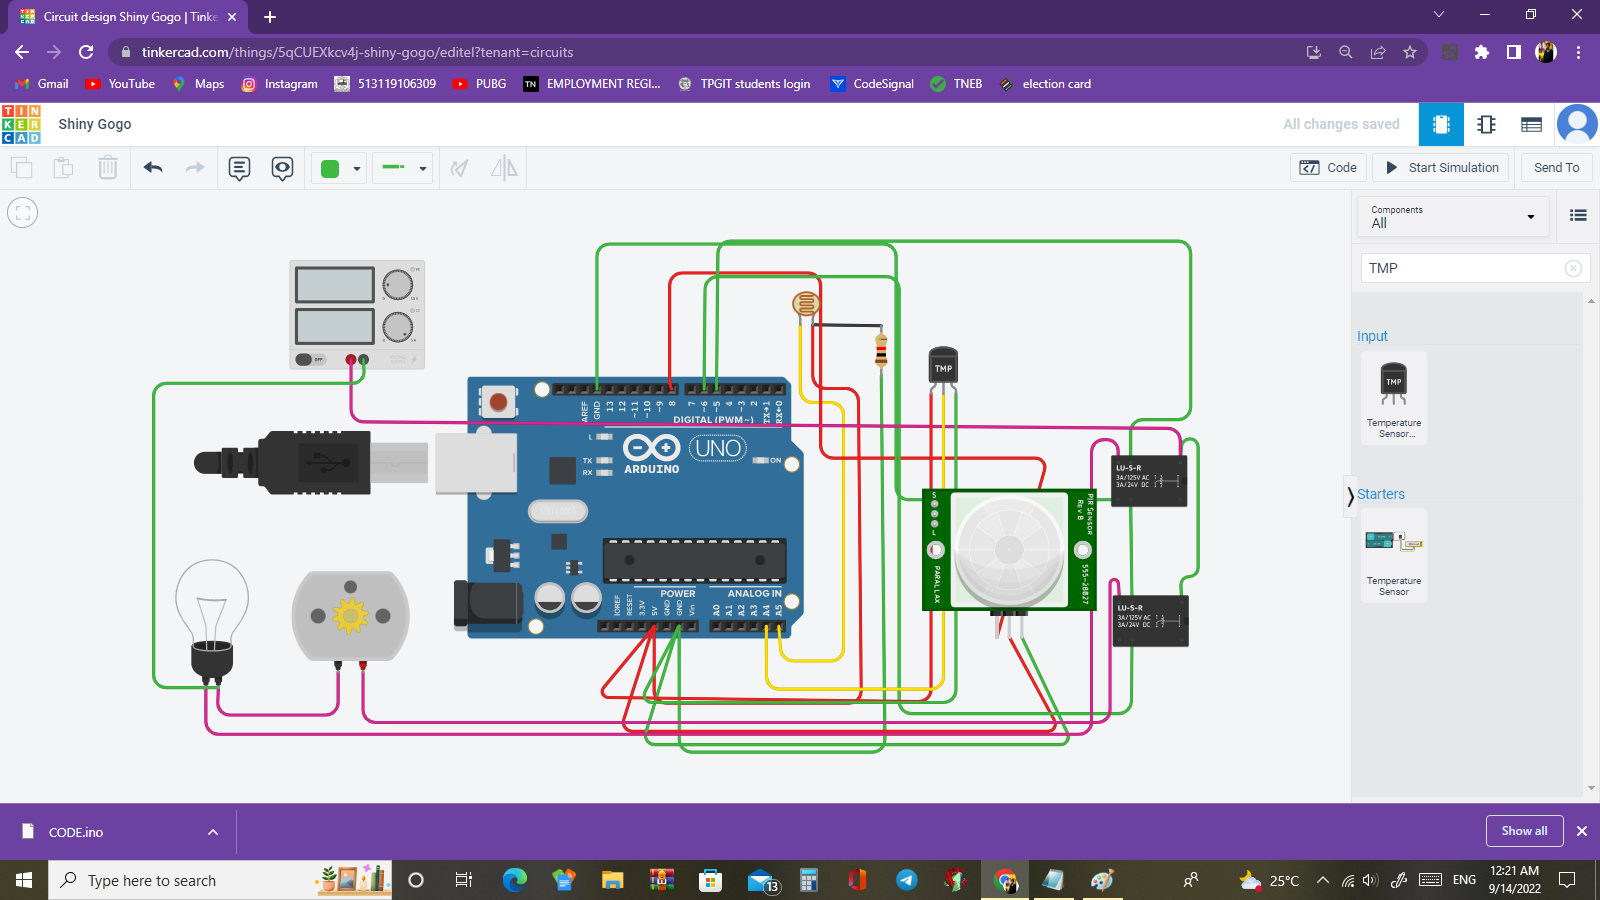 Circuit design Shiny Gogo | Tinke
tinkercad.com/things/5qCUEXkcv4j-shiny-gogo/editel?tenant=circuits
Gmail YouTube Maps Instagram 513119106309 PUBG EMPLOYMENT REGI... TPGIT students login CodeSignal TNEB election card
TIN
KER
CAD
Shiny Gogo
All changes saved
Code
Start Simulation
Send To
Components
All
TMP
Input
TMP
Temperature
Sensor...
Starters
Temperature
Sensor
OFF
AREF
GND
13
12
~11
~10
~9
8
7
~6
~5
4
~3
2
TX→1
RX←0
DIGITAL (PWM~)
L
TX
RX
ARDUINO
UNO
ON
POWER
ANALOG IN
IOREF
RESET
3.3V
5V
GND
GND
Vin
A0
A1
A2
A3
A4
A5
TMP
S
L
PIR SENSOR
REV B
PARALLAX
555-28027
LU-5-R
3A/125V AC
3A/24V DC
LU-5-R
3A/125V AC
3A/24V DC
CODE.ino
Show all
Type here to search
13
25°C
ENG
12:21 AM
9/14/2022